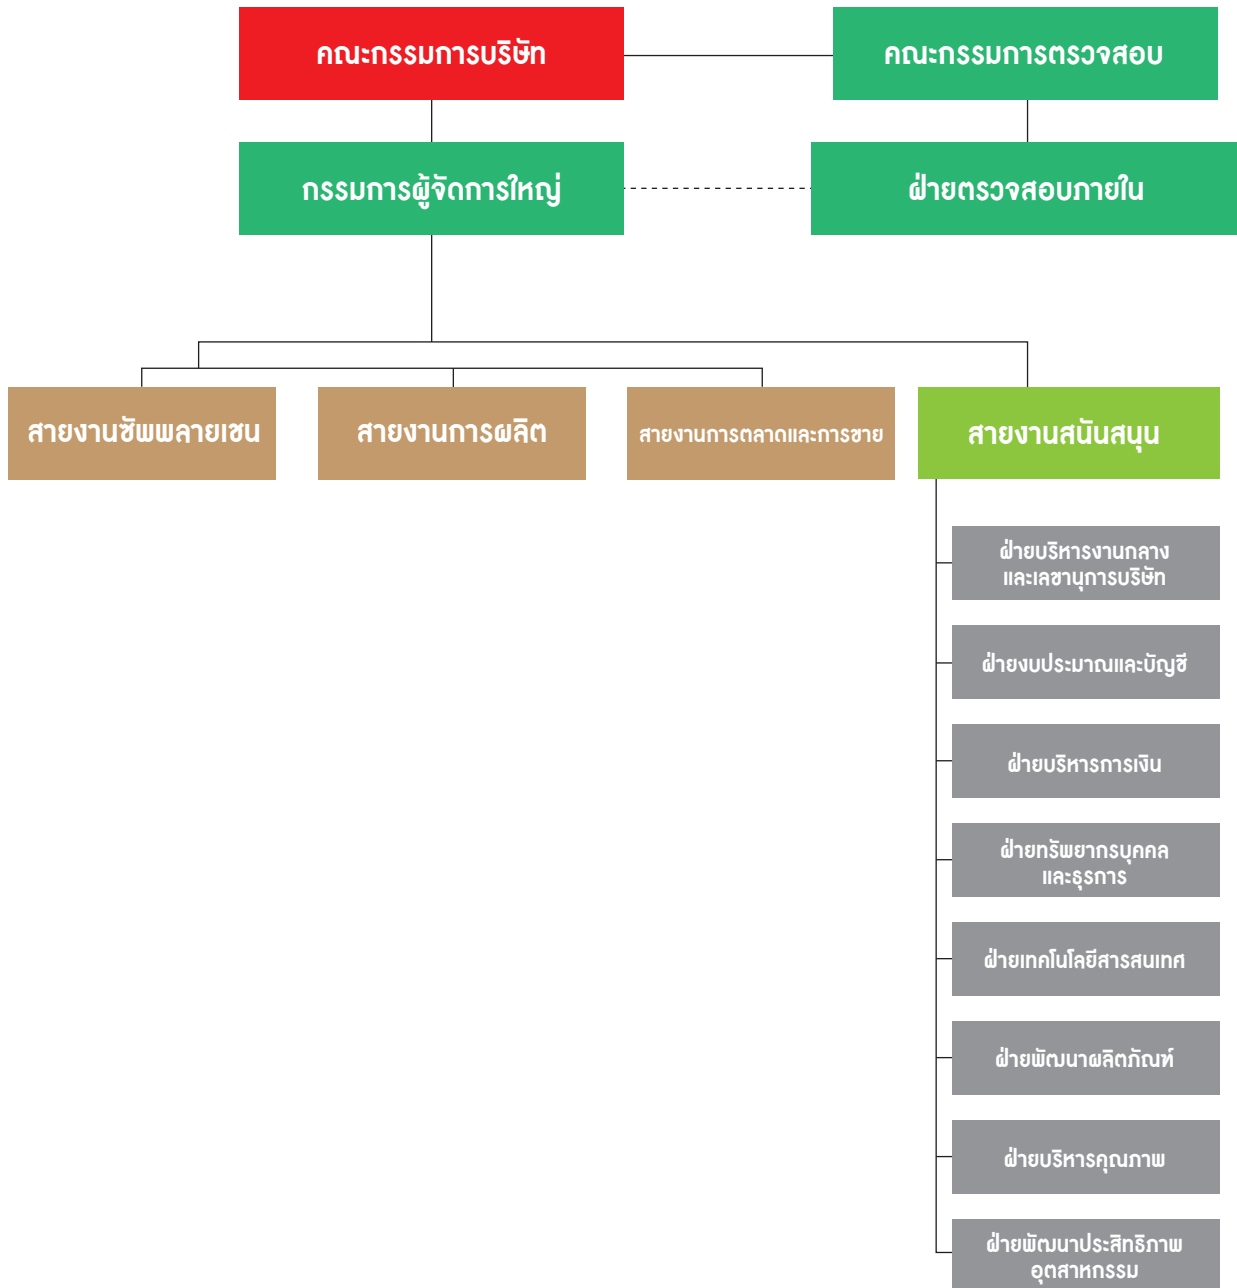 คณะกรรมการบริษัท
คณะกรรมการตรวจสอบ
กรรมการผู้จัดการใหญ่
ฝ่ายตรวจสอบภายใน
สายงานซัพพลายเชน
สายงานการผลิต
สายงานการตลาดและการขาย
สายงานสนันสนุน
ฝ่ายบริหารงานกลาง
และเลขานุการบริษัท
ฝ่ายงบประมาณและบัญชี
ฝ่ายบริหารการเงิน
ฝ่ายทรัพยากรบุคคล
และธุรการ
ฝ่ายเทคโนโลยีสารสนเทศ
ฝ่ายพัฒนาผลิตภัณฑ์
ฝ่ายบริหารคุณภาพ
ฝ่ายพัฒนาประสิทธิภาพ
อุตสาหกรรม